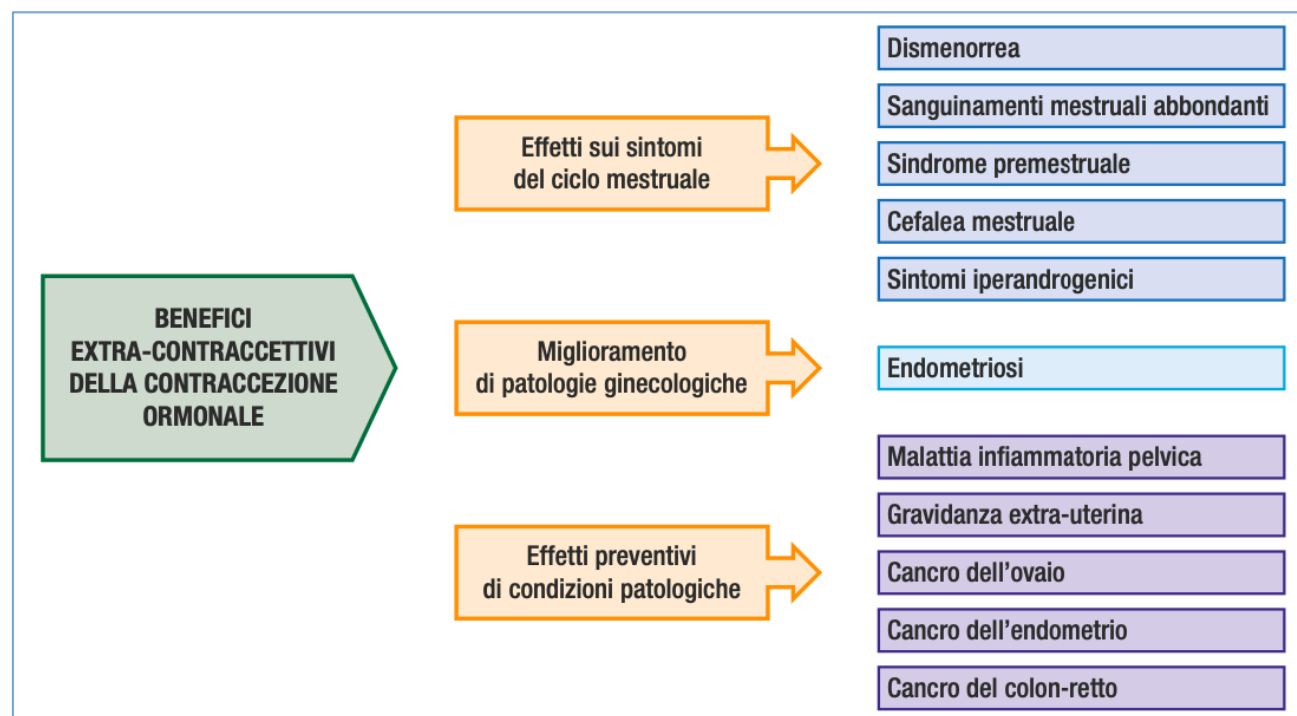 BENEFICI
EXTRA-CONTRACCETTIVI
DELLA CONTRACCEZIONE
ORMONALE
Effetti sui sintomi
del ciclo mestruale
Dismenorrea
Sanguinamenti mestruali abbondanti
Sindrome premestruale
Cefalea mestruale
Sintomi iperandrogenici
Miglioramento
di patologie ginecologiche
Endometriosi
Effetti preventivi
di condizioni patologiche
Malattia infiammatoria pelvica
Gravidanza extra-uterina
Cancro dell’ovaio
Cancro dell’endometrio
Cancro del colon-retto